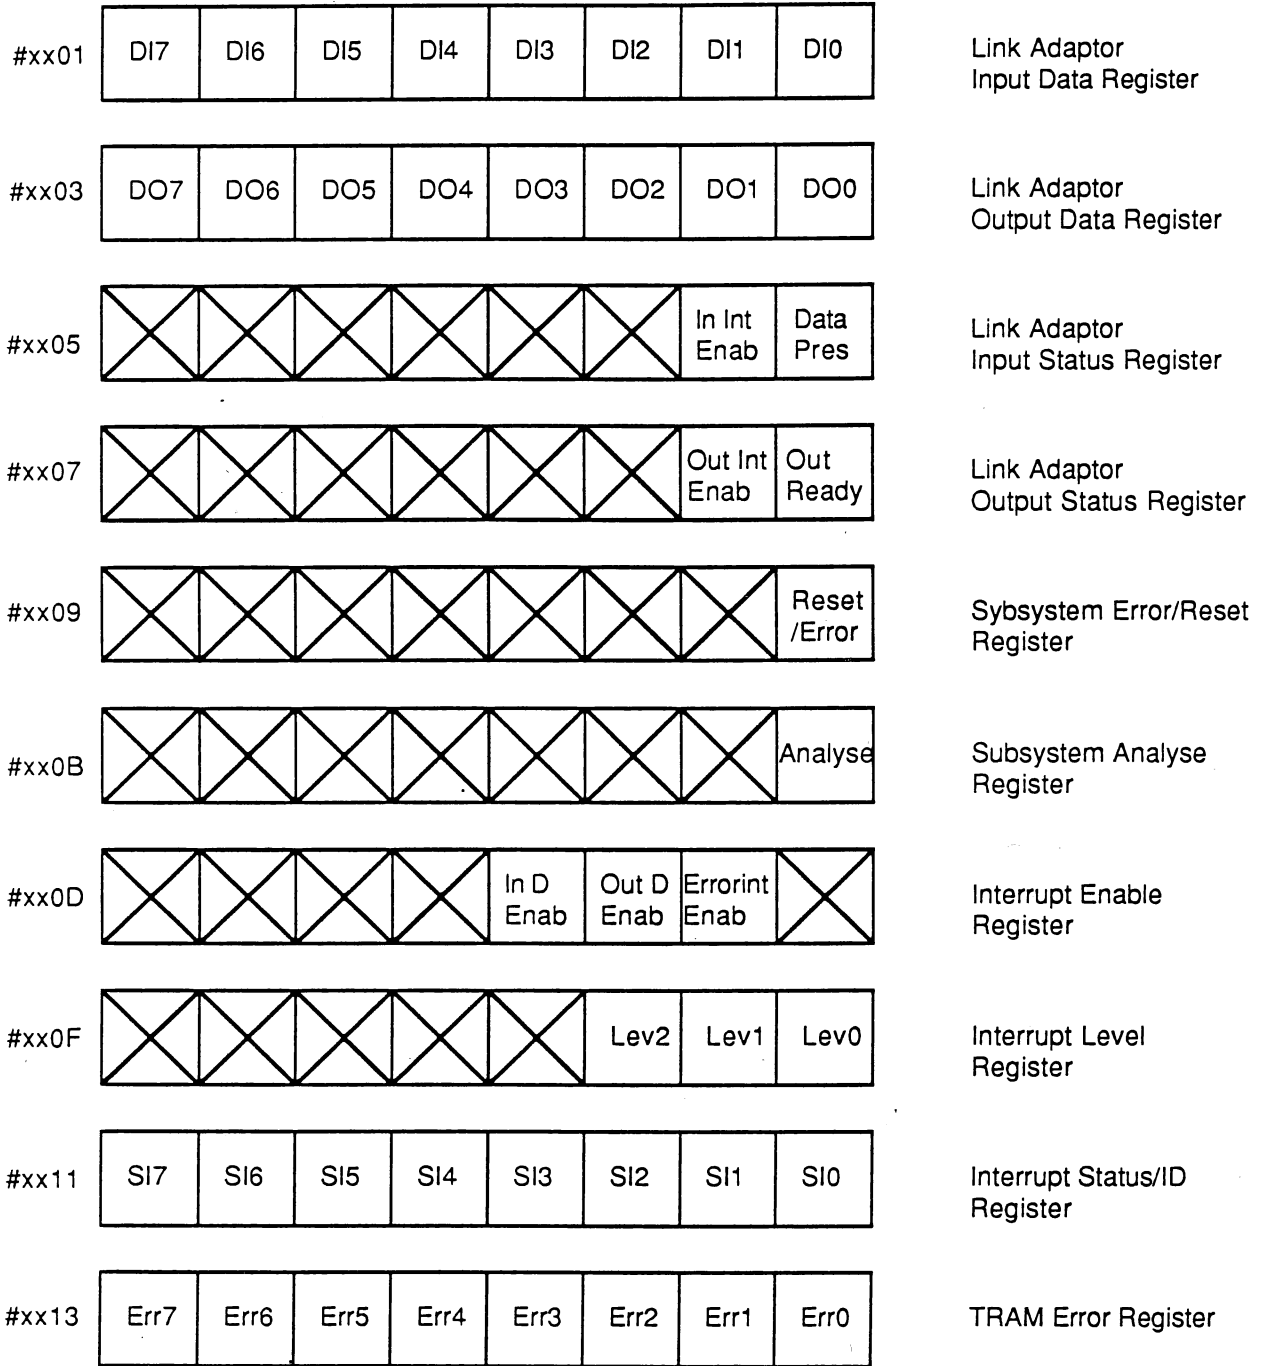 #xx01 DI7 DI6 DI5 DI4 DI3 DI2 DI1 DI0 Link Adaptor
Input Data Register
#xx03 DO7 DO6 DO5 DO4 DO3 DO2 DO1 DO0 Link Adaptor
Output Data Register
#xx05 In Int Data Link Adaptor
Enab Pres Input Status Register
#xx07 Out Int Out Link Adaptor
Enab Ready Output Status Register
#xx09 Reset Sybsystem Error/Reset
/Error Register
#xx0B Analyse Subsystem Analyse
Register
#xx0D In D Out D Errorint Interrupt Enable
Enab Enab Enab Register
#xx0F Lev2 Lev1 Lev0 Interrupt Level
Register
#xx11 SI7 SI6 SI5 SI4 SI3 SI2 SI1 SI0 Interrupt Status/ID
Register
#xx13 Err7 Err6 Err5 Err4 Err3 Err2 Err1 Err0 TRAM Error Register